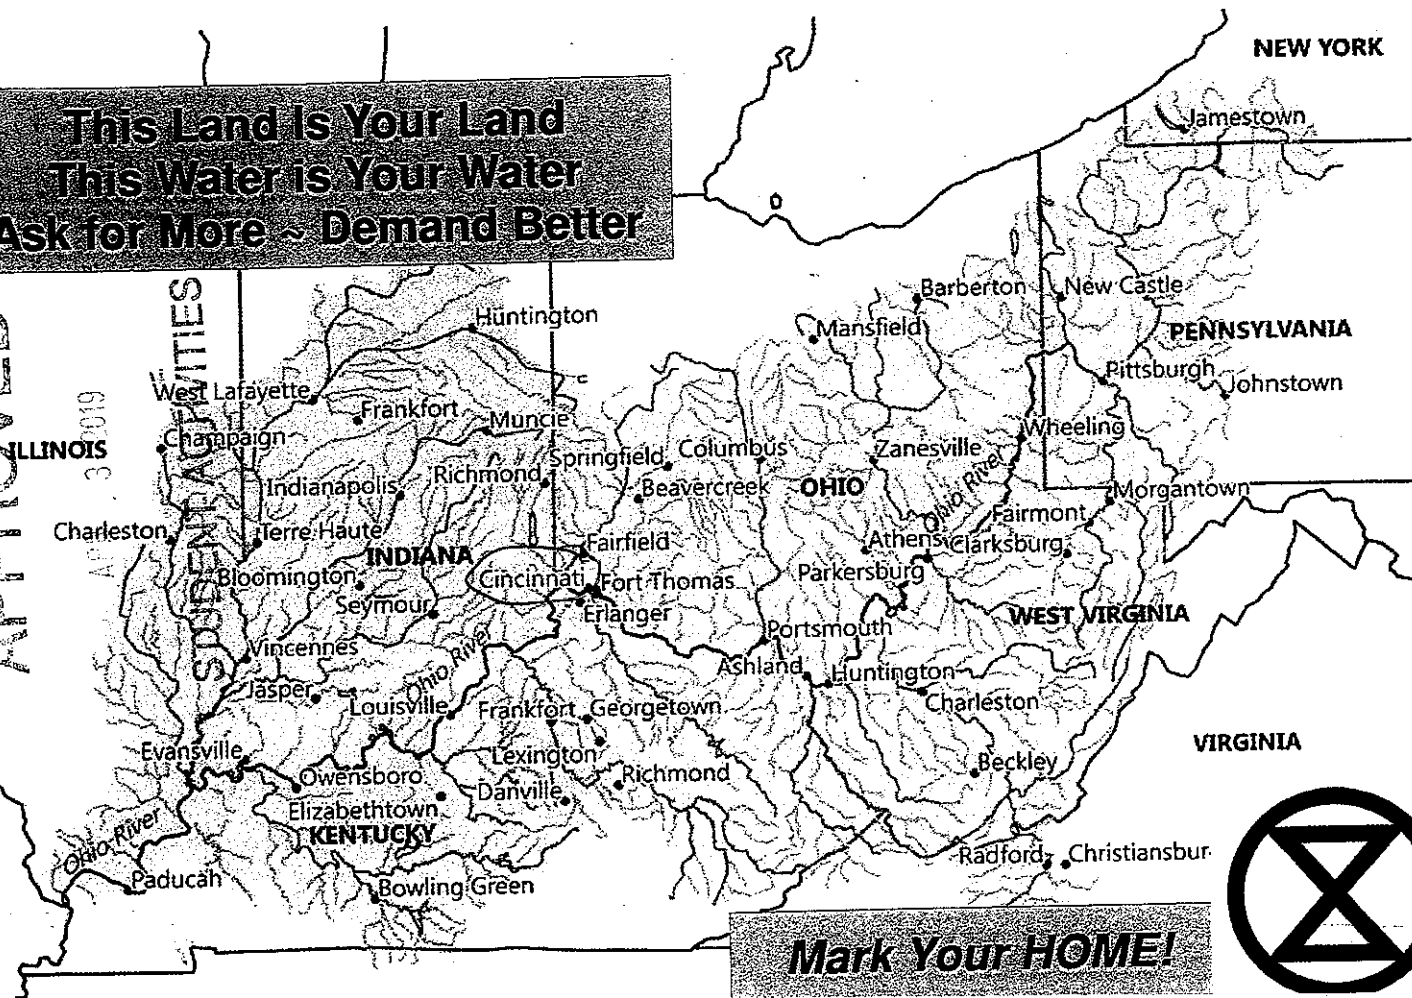 NEW YORK
Jamestown
This Land Is Your Land
This Water is Your Water
Ask for More ~ Demand Better
Barberton
New Castle
Huntington
Mansfield
PENNSYLVANIA
Pittsburgh
Johnstown
West Lafayette
Frankfort
Muncie
Wheeling
ILLINOIS
Champaign
Springfield
Columbus
Zanesville
Richmond
Indianapolis
Beavercreek
OHIO
Ohio River
Morgantown
Fairmont
Charleston
Terre Haute
INDIANA
Fairfield
Athens
Clarksburg
Bloomington
Cincinnati
Fort Thomas
Parkersburg
Seymour
Erlanger
WEST VIRGINIA
Portsmouth
Vincennes
Ohio River
Ashland
Huntington
Jasper
Louisville
Frankfort
Georgetown
Charleston
Evansville
Lexington
VIRGINIA
Owensboro
Richmond
Beckley
Elizabethtown
Danville
KENTUCKY
Ohio River
Radford
Christiansbur
Paducah
Bowling Green
Mark Your HOME!
STUDENT ACTIVITIES
2019